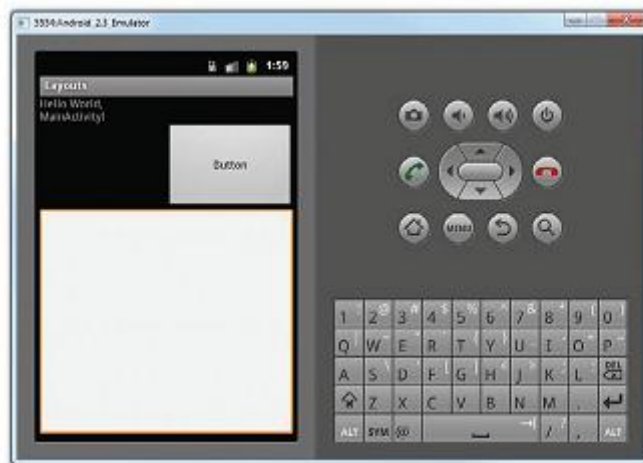 5554:Android_2.3_Emulator
1:59
Layouts
Hello World,
MainActivity!
Button
MENU
1 2 @ 3 # 4 $ 5 % 6 ^ 7 & 8 * 9 ( 0 )
Q W E R T Y U I O P
A S D F G H J K L DEL
Z X C V B N M .
ALT SYM @ / , ALT